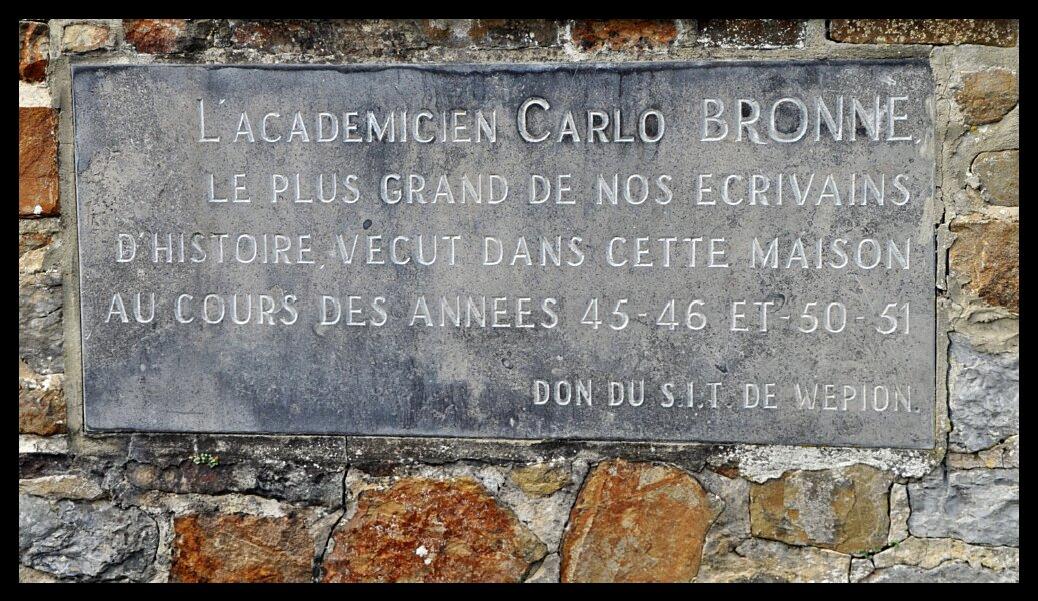 L'ACADEMICIEN CARLO BRONNE,
LE PLUS GRAND DE NOS ECRIVAINS
D'HISTOIRE, VECUT DANS CETTE MAISON
AU COURS DES ANNEES 45-46 ET-50-51
DON DU S.I.T. DE WEPION.